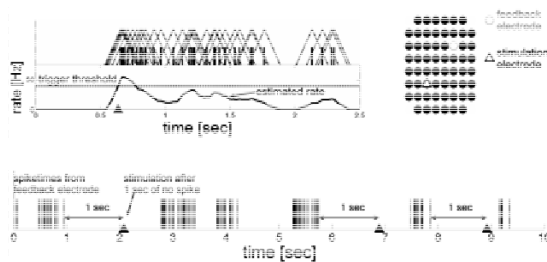 feedback
electrode
stimulation
electrode
rate [Hz]
trigger threshold
estimated rate
0 0.5 1 1.5 2 2.5
time [sec]
spiketimes from
feedback electrode
stimulation after
1 sec of no spike
1 sec
1 sec
1 sec
0 1 2 3 4 5 6 7 8 9 10
time [sec]